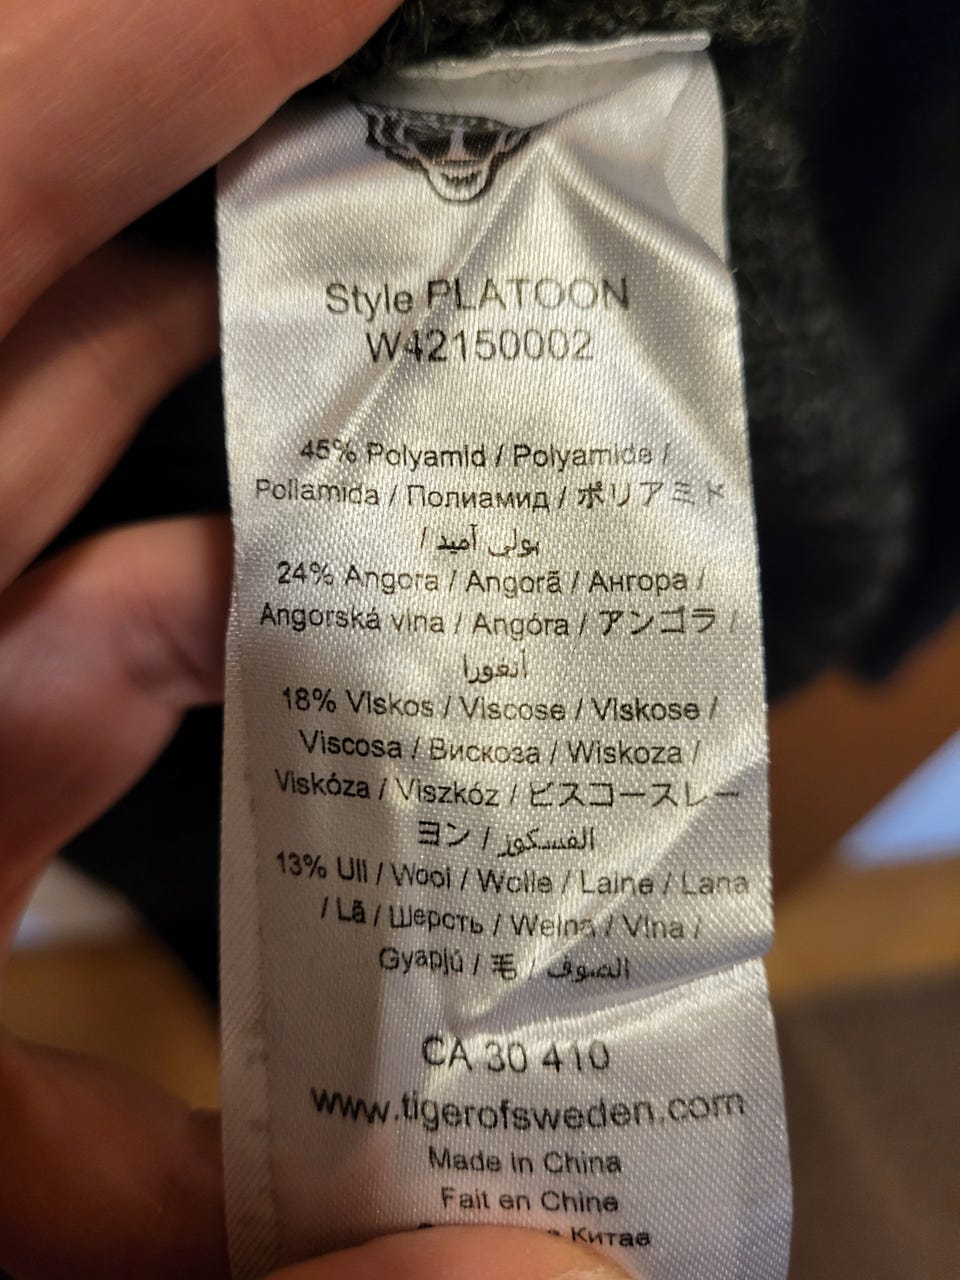 Style PLATOON
W42150002
45% Polyamid / Polyamide /
Poliamida / Полиамид / ポリアミド
بولي آميد /
24% Angora / Angorã / Ангора /
Angorská vlna / Angóra / アンゴラ /
أنغورا
18% Viskos / Viscose / Viskose /
Viscosa / Вискоза / Wiskoza /
Viskóza / Viszkóz / ビスコースレー
ヨン / الفسكوز
13% Ull / Wool / Wolle / Laine / Lana
/ Lã / Шерсть / Welna / Vlna /
Gyapjú / 毛 / الصوف
CA 30 410
www.tigerofsweden.com
Made in China
Fait en Chine
Китае